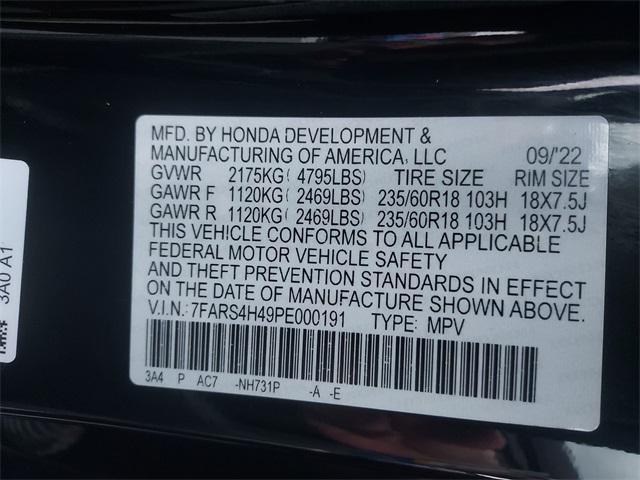 MFD. BY HONDA DEVELOPMENT &
MANUFACTURING OF AMERICA, LLC 09/'22
GVWR 2175KG( 4795LBS) TIRE SIZE RIM SIZE
GAWR F 1120KG( 2469LBS) 235/60R18 103H 18X7.5J
GAWR R 1120KG( 2469LBS) 235/60R18 103H 18X7.5J
THIS VEHICLE CONFORMS TO ALL APPLICABLE
FEDERAL MOTOR VEHICLE SAFETY
AND THEFT PREVENTION STANDARDS IN EFFECT
ON THE DATE OF MANUFACTURE SHOWN ABOVE.
V.I.N.: 7FARS4H49PE000191 TYPE: MPV
3A4 P AC7 -NH731P -A -E
3A0 A1